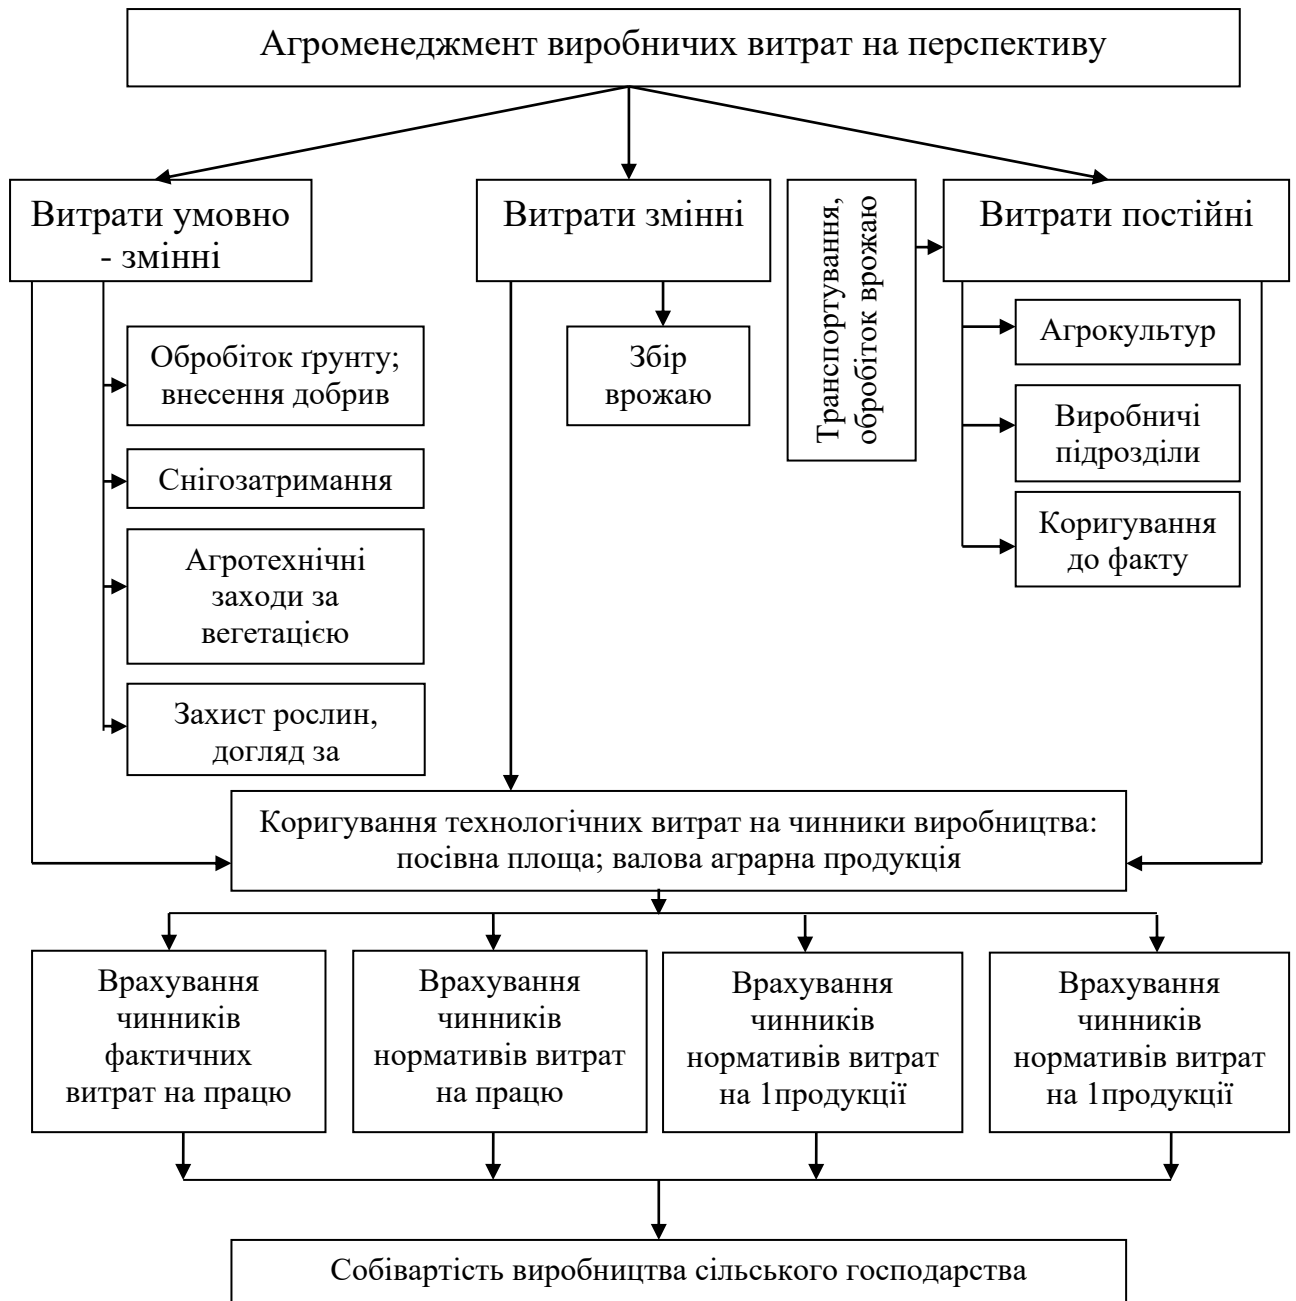 Агроменеджмент виробничих витрат на перспективу
Витрати умовно
- змінні
Витрати змінні
Транспортування,
обробіток врожаю
Витрати постійні
Обробіток ґрунту;
внесення добрив
Снігозатримання
Агротехнічні
заходи за
вегетацією
Захист рослин,
догляд за
Збір
врожаю
Агрокультур
Виробничі
підрозділи
Коригування
до факту
Коригування технологічних витрат на чинники виробництва:
посівна площа; валова аграрна продукція
Врахування
чинників
фактичних
витрат на працю
Врахування
чинників
нормативів витрат
на працю
Врахування
чинників
нормативів витрат
на 1продукції
Врахування
чинників
нормативів витрат
на 1продукції
Собівартість виробництва сільського господарства